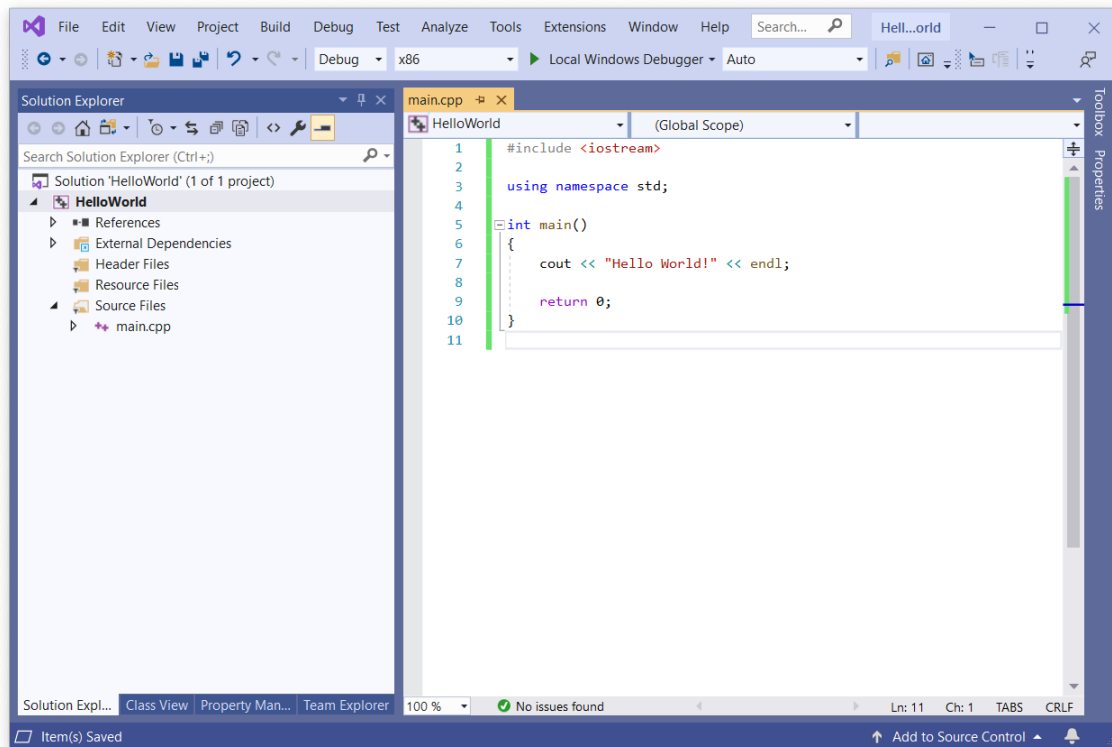 File Edit View Project Build Debug Test Analyze Tools Extensions Window Help Search... Hell...orld
Debug x86 Local Windows Debugger Auto
Solution Explorer
Search Solution Explorer (Ctrl+;)
Solution 'HelloWorld' (1 of 1 project)
HelloWorld
References
External Dependencies
Header Files
Resource Files
Source Files
main.cpp
Solution Expl... Class View Property Man... Team Explorer
main.cpp
HelloWorld (Global Scope)
1 #include <iostream>
2
3 using namespace std;
4
5 int main()
6 {
7 cout << "Hello World!" << endl;
8
9 return 0;
10 }
11
100 % No issues found Ln: 11 Ch: 1 TABS CRLF
Toolbox
Properties
Item(s) Saved Add to Source Control